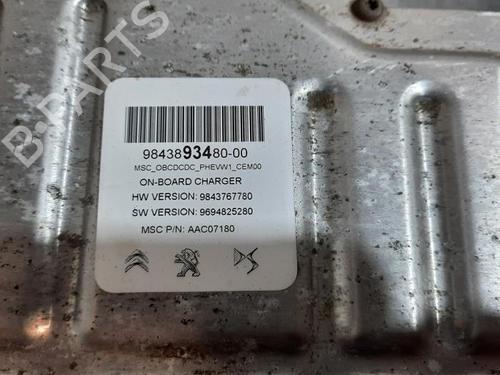 9843893480-00
MSC_OBCDCDC_PHEVW1_CEM00
ON-BOARD CHARGER
HW VERSION: 9843767780
SW VERSION: 9694825280
MSC P/N: AAC07180
B-PARTS